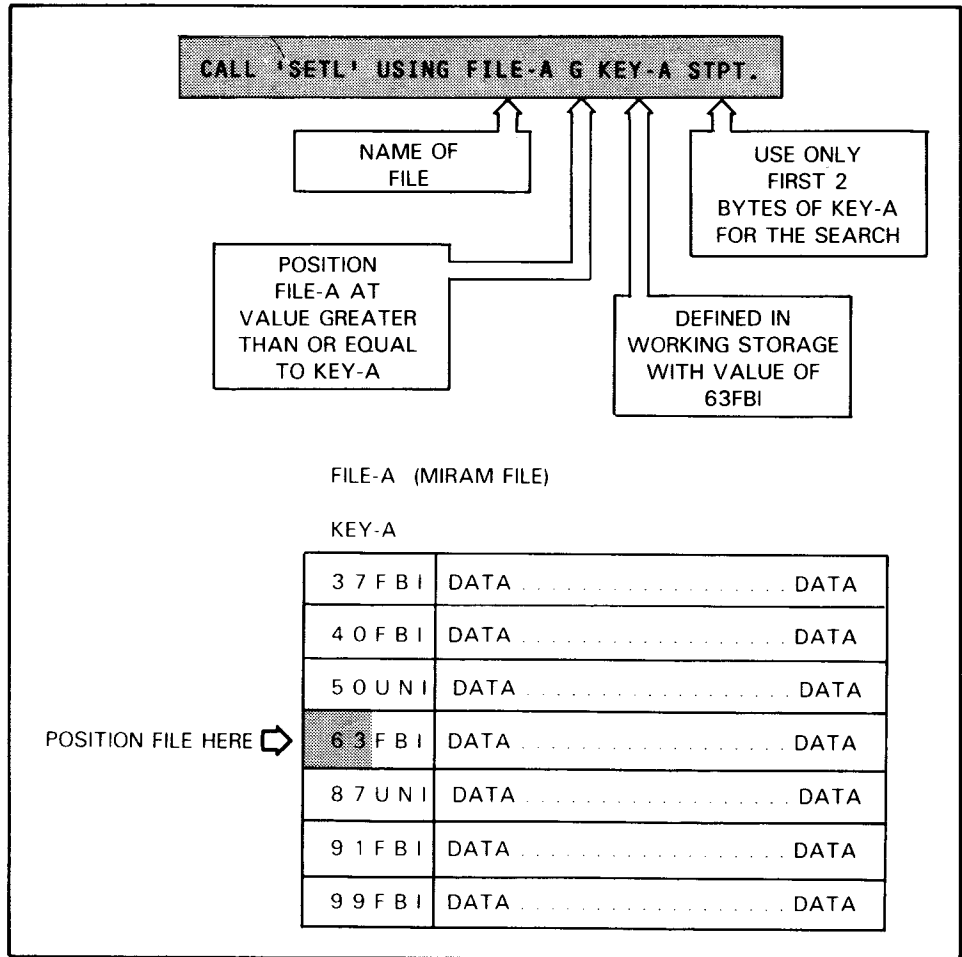 CALL 'SETL' USING FILE-A G KEY-A STPT.
NAME OF
FILE
USE ONLY
FIRST 2
BYTES OF KEY-A
FOR THE SEARCH
POSITION
FILE-A AT
VALUE GREATER
THAN OR EQUAL
TO KEY-A
DEFINED IN
WORKING STORAGE
WITH VALUE OF
63FBI
FILE-A (MIRAM FILE)
KEY-A
37FBI DATA . . . . . . . . . . . . . . . . . . . DATA
40FBI DATA . . . . . . . . . . . . . . . . . . . DATA
50UNI DATA . . . . . . . . . . . . . . . . . . . DATA
POSITION FILE HERE 63FBI DATA . . . . . . . . . . . . . . . . . . . DATA
87UNI DATA . . . . . . . . . . . . . . . . . . . DATA
91FBI DATA . . . . . . . . . . . . . . . . . . . DATA
99FBI DATA . . . . . . . . . . . . . . . . . . . DATA